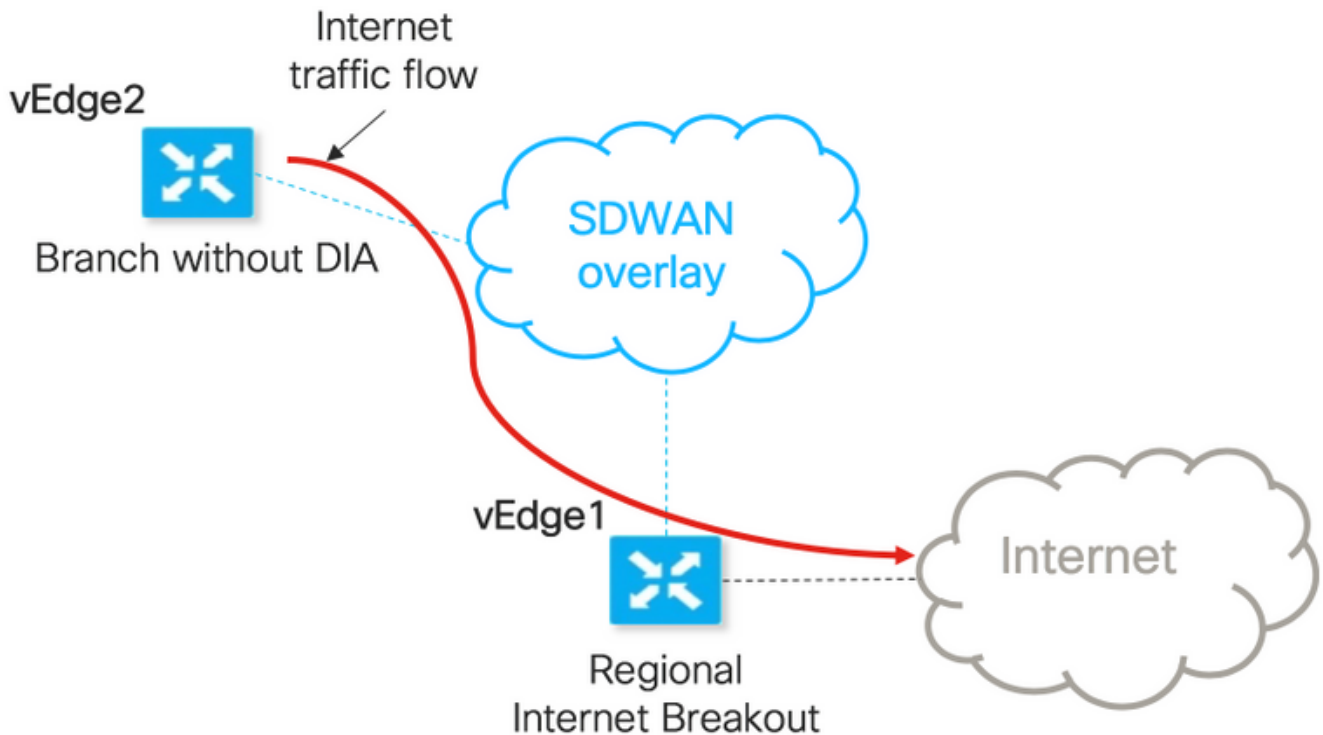 Internet
traffic flow
vEdge2
Branch without DIA
SDWAN
overlay
vEdge1
Internet
Regional
Internet Breakout